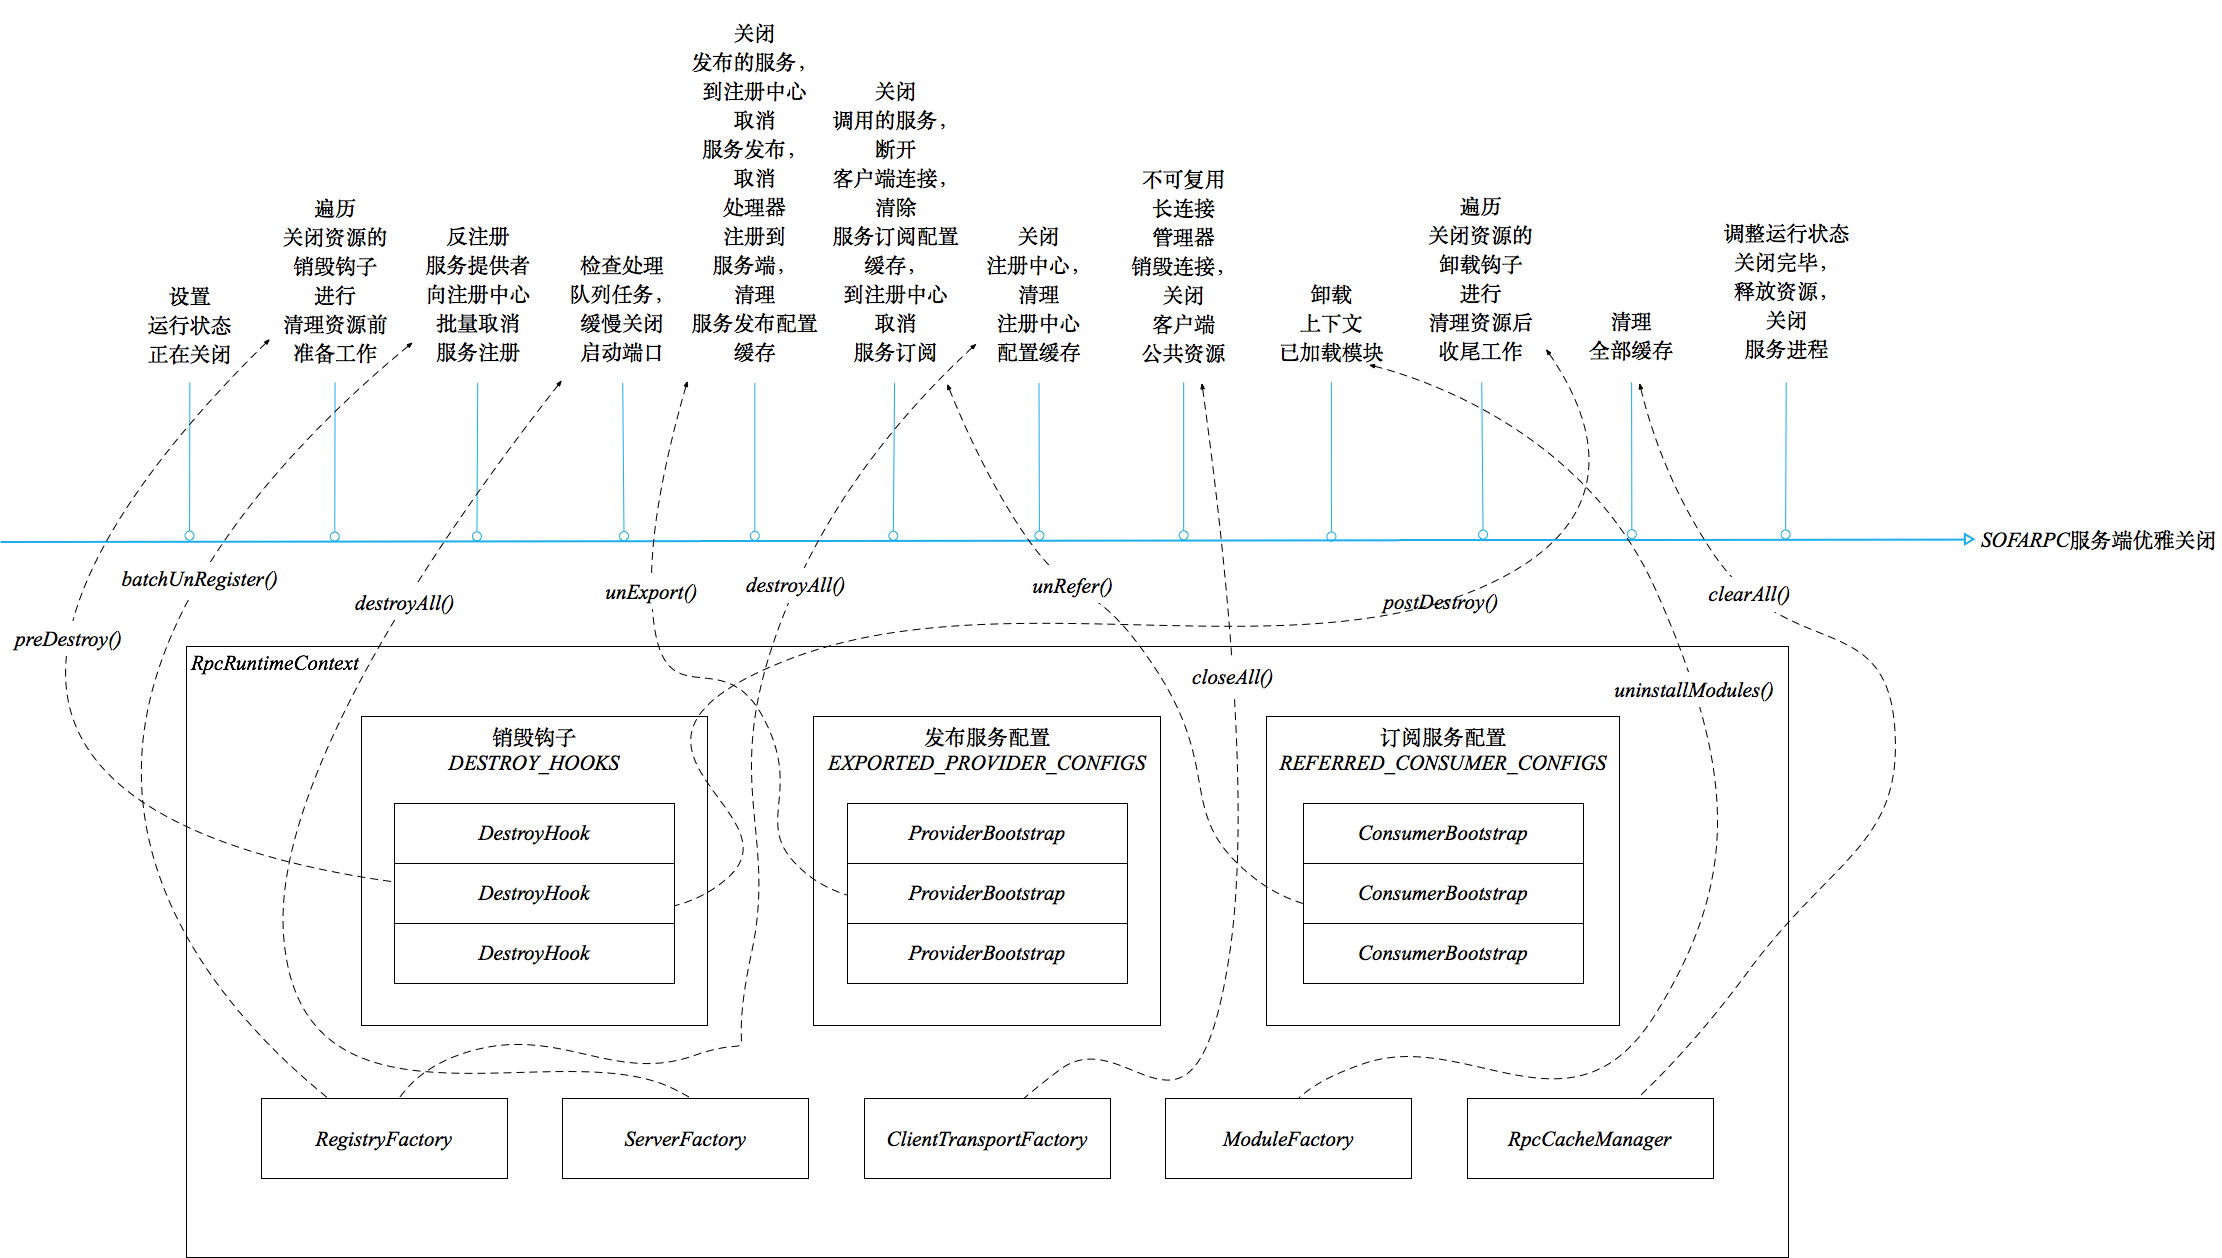 设置
运行状态
正在关闭
遍历
关闭资源的
销毁钩子
进行
清理资源前
准备工作
反注册
服务提供者
向注册中心
批量取消
服务注册
检查处理
队列任务，
缓慢关闭
启动端口
关闭
发布的服务，
到注册中心
取消
服务发布，
取消
处理器
注册到
服务端，
清理
服务发布配置
缓存
关闭
调用的服务，
断开
客户端连接，
清除
服务订阅配置
缓存，
到注册中心
取消
服务订阅
关闭
注册中心，
清理
注册中心
配置缓存
不可复用
长连接
管理器
销毁连接，
关闭
客户端
公共资源
卸载
上下文
已加载模块
遍历
关闭资源的
卸载钩子
进行
清理资源后
收尾工作
清理
全部缓存
调整运行状态
关闭完毕，
释放资源，
关闭
服务进程
SOFARPC服务端优雅关闭
batchUnRegister()
destroyAll()
unExport()
destroyAll()
unRefer()
postDestroy()
clearAll()
preDestroy()
closeAll()
uninstallModules()
RpcRuntimeContext
销毁钩子
DESTROY_HOOKS
DestroyHook
DestroyHook
DestroyHook
发布服务配置
EXPORTED_PROVIDER_CONFIGS
ProviderBootstrap
ProviderBootstrap
ProviderBootstrap
订阅服务配置
REFERRED_CONSUMER_CONFIGS
ConsumerBootstrap
ConsumerBootstrap
ConsumerBootstrap
RegistryFactory
ServerFactory
ClientTransportFactory
ModuleFactory
RpcCacheManager